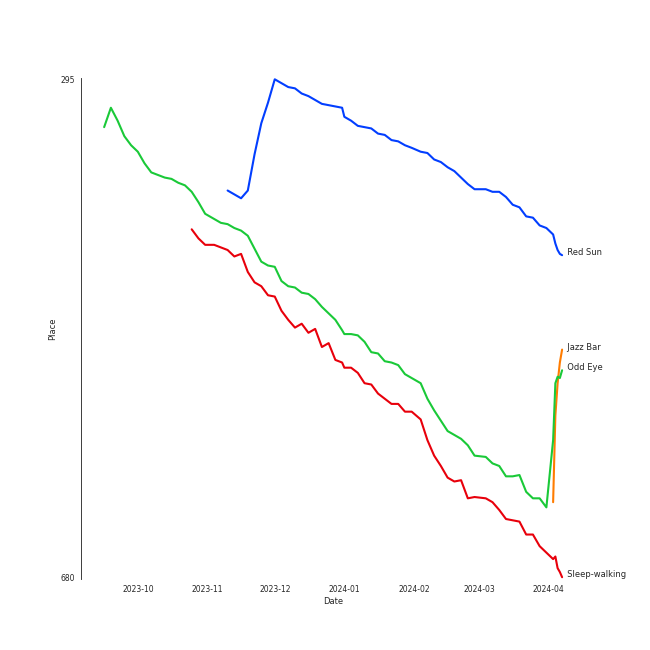 295
Red Sun
Place
Jazz Bar
Odd Eye
Sleep-walking
680
2023-10
2023-11
2023-12
2024-01
2024-02
2024-03
2024-04
Date